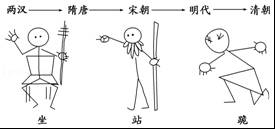 两汉 → 隋唐 → 宋朝 → 明代 → 清朝
坐 站 跪